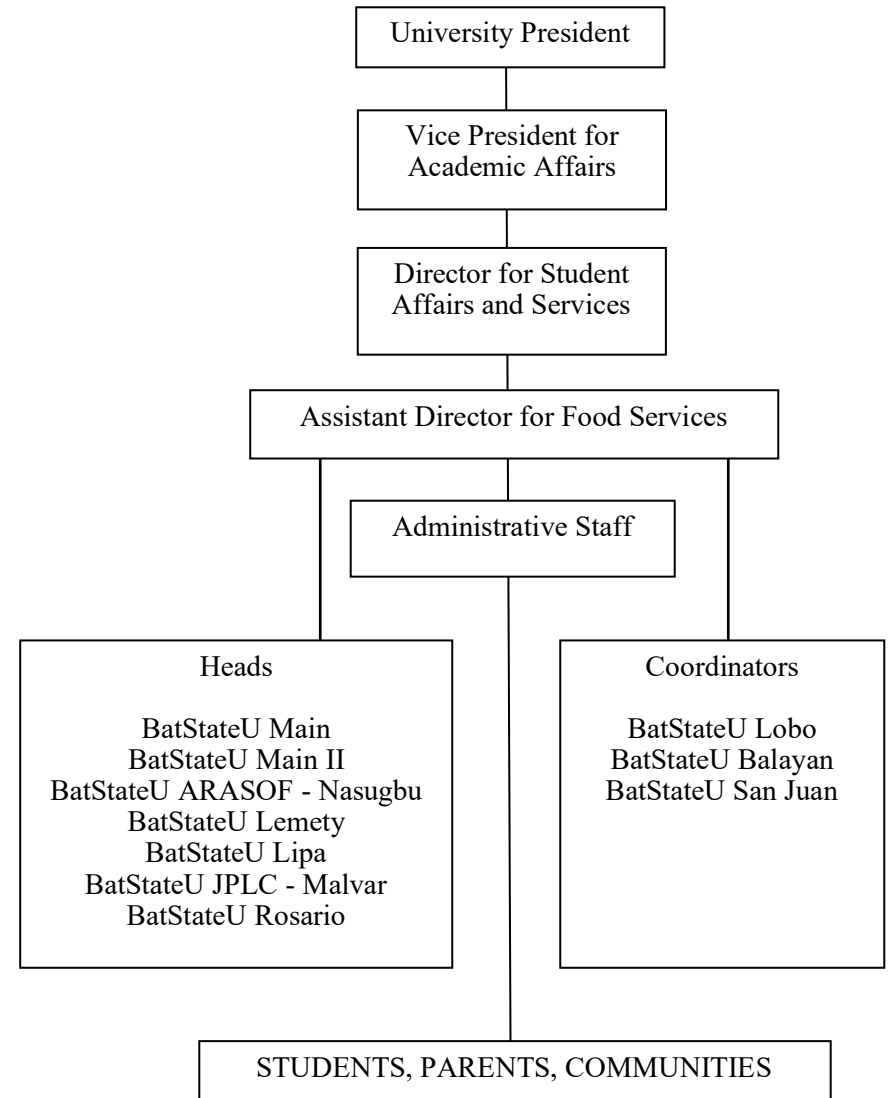 University President
Vice President for
Academic Affairs
Director for Student
Affairs and Services
Assistant Director for Food Services
Administrative Staff
Heads
BatStateU Main
BatStateU Main II
BatStateU ARASOF - Nasugbu
BatStateU Lemety
BatStateU Lipa
BatStateU JPLC - Malvar
BatStateU Rosario
Coordinators
BatStateU Lobo
BatStateU Balayan
BatStateU San Juan
STUDENTS, PARENTS, COMMUNITIES